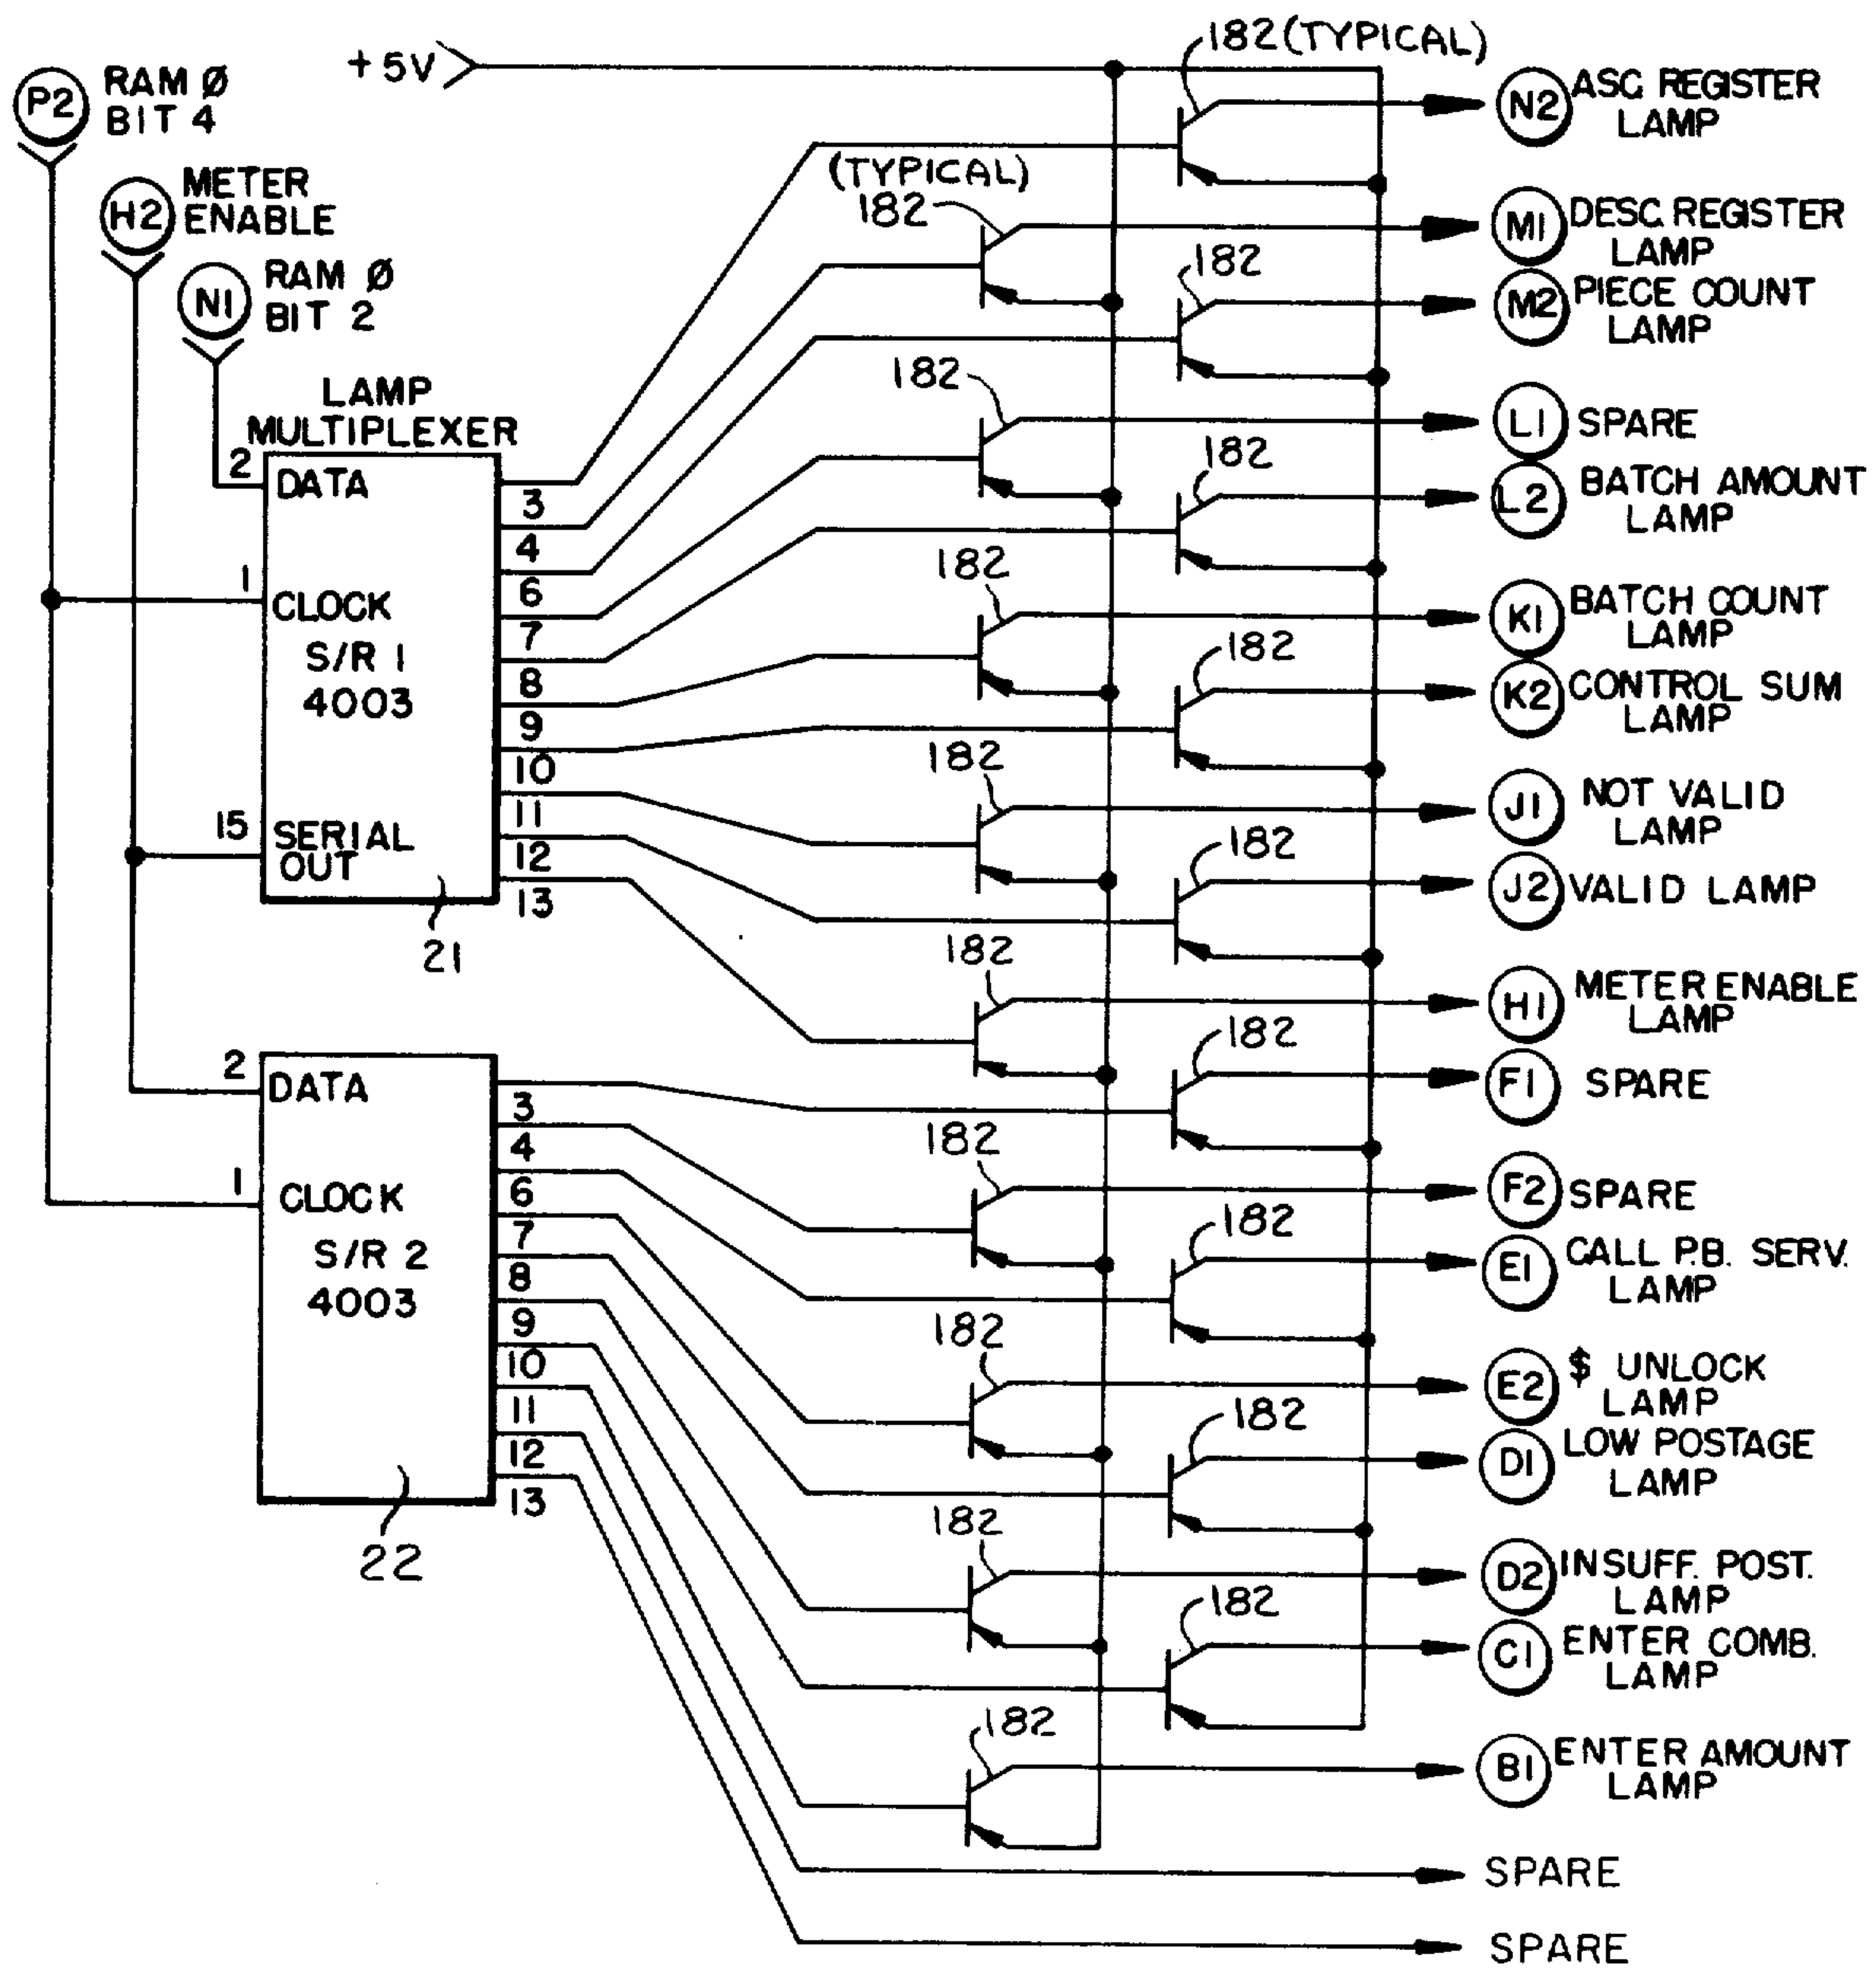 +5V
182 (TYPICAL)
P2
RAM Ø
BIT 4
H2
METER
ENABLE
N1
RAM Ø
BIT 2
N2
ASC. REGISTER
LAMP
(TYPICAL)
182
M1
DESC. REGISTER
LAMP
182
M2
PIECE COUNT
LAMP
182
L1
SPARE
182
L2
BATCH AMOUNT
LAMP
182
K1
BATCH COUNT
LAMP
182
K2
CONTROL SUM
LAMP
182
J1
NOT VALID
LAMP
182
J2
VALID LAMP
182
H1
METER ENABLE
LAMP
182
F1
SPARE
182
F2
SPARE
182
E1
CALL P.B. SERV.
LAMP
182
E2
$ UNLOCK
LAMP
182
D1
LOW POSTAGE
LAMP
182
D2
INSUFF. POST.
LAMP
182
C1
ENTER COMB.
LAMP
182
B1
ENTER AMOUNT
LAMP
SPARE
SPARE
LAMP
MULTIPLEXER
2
DATA
1
CLOCK
S/R 1
4003
15
SERIAL
OUT
3
4
6
7
8
9
10
11
12
13
21
2
DATA
1
CLOCK
S/R 2
4003
3
4
6
7
8
9
10
11
12
13
22